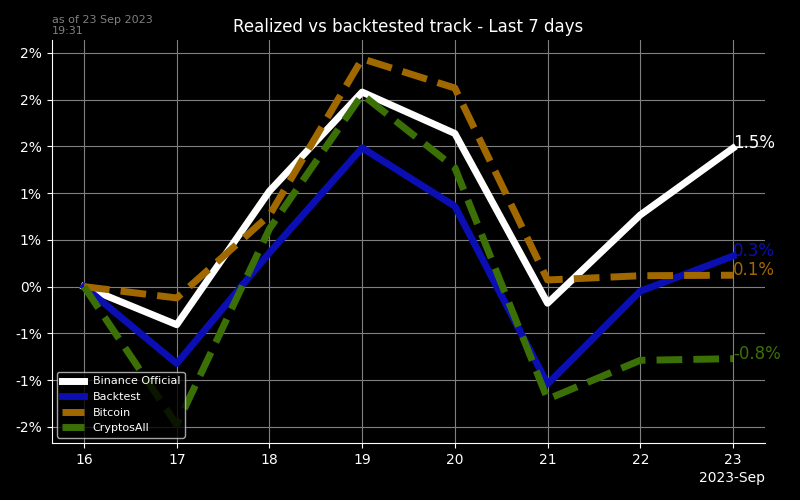 as of 23 Sep 2023
19:31
Realized vs backtested track - Last 7 days
2%
2%
2%
1%
1%
0%
-1%
-1%
-2%
1.5%
0.3%
0.1%
-0.8%
Binance Official
Backtest
Bitcoin
CryptosAll
16 17 18 19 20 21 22 23
2023-Sep